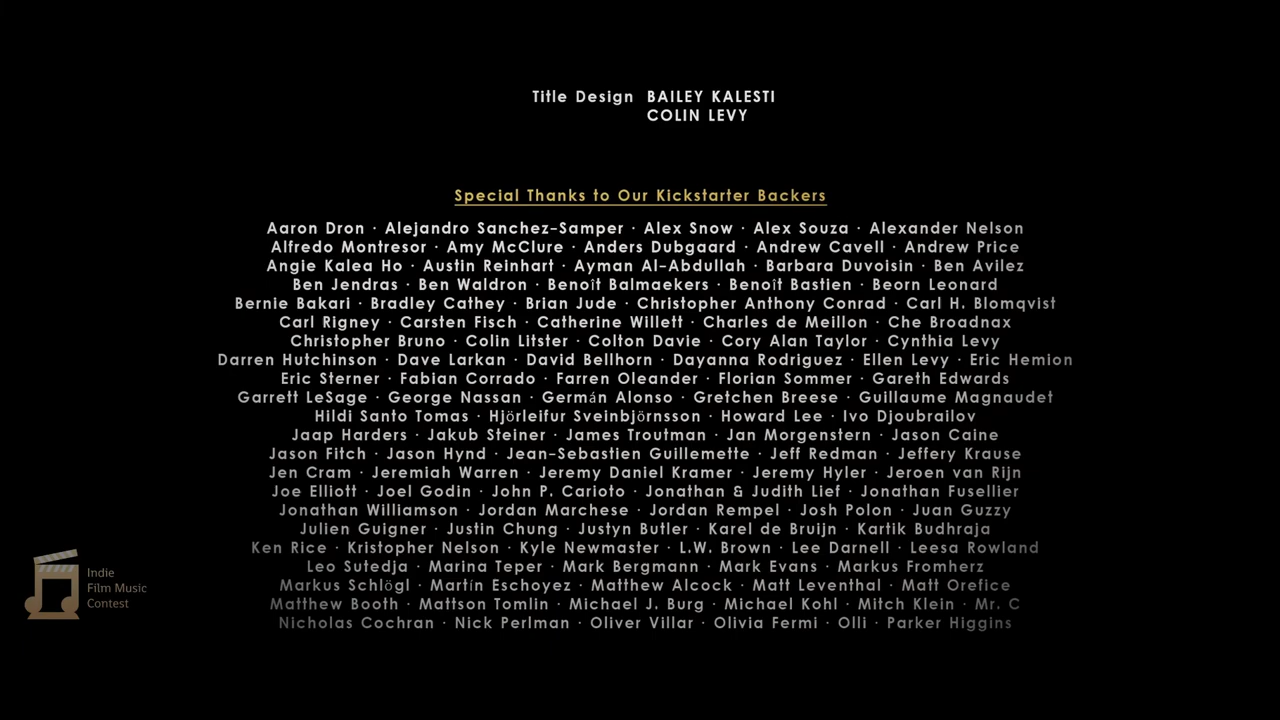 Title Design BAILEY KALESTI
COLIN LEVY
Special Thanks to Our Kickstarter Backers
Aaron Dron · Alejandro Sanchez-Samper · Alex Snow · Alex Souza · Alexander Nelson
Alfredo Montresor · Amy McClure · Anders Dubgaard · Andrew Cavell · Andrew Price
Angie Kalea Ho · Austin Reinhart · Ayman Al-Abdullah · Barbara Duvoisin · Ben Avilez
Ben Jendras · Ben Waldron · Benoît Balmaekers · Benoît Bastien · Beorn Leonard
Bernie Bakari · Bradley Cathey · Brian Jude · Christopher Anthony Conrad · Carl H. Blomqvist
Carl Rigney · Carsten Fisch · Catherine Willett · Charles de Meillon · Che Broadnax
Christopher Bruno · Colin Litster · Colton Davie · Cory Alan Taylor · Cynthia Levy
Darren Hutchinson · Dave Larkan · David Bellhorn · Dayanna Rodriguez · Ellen Levy · Eric Hemion
Eric Sterner · Fabian Corrado · Farren Oleander · Florian Sommer · Gareth Edwards
Garrett LeSage · George Nassan · Germán Alonso · Gretchen Breese · Guillaume Magnaudet
Hildi Santo Tomas · Hjörleifur Sveinbjörnsson · Howard Lee · Ivo Djoubrailov
Jaap Harders · Jakub Steiner · James Troutman · Jan Morgenstern · Jason Caine
Jason Fitch · Jason Hynd · Jean-Sebastien Guillemette · Jeff Redman · Jeffery Krause
Jen Cram · Jeremiah Warren · Jeremy Daniel Kramer · Jeremy Hyler · Jeroen van Rijn
Joe Elliott · Joel Godin · John P. Carioto · Jonathan & Judith Lief · Jonathan Fusellier
Jonathan Williamson · Jordan Marchese · Jordan Rempel · Josh Polon · Juan Guzzy
Julien Guigner · Justin Chung · Justyn Butler · Karel de Bruijn · Kartik Budhraja
Ken Rice · Kristopher Nelson · Kyle Newmaster · L.W. Brown · Lee Darnell · Leesa Rowland
Leo Sutedja · Marina Teper · Mark Bergmann · Mark Evans · Markus Fromherz
Markus Schlögl · Martín Eschoyez · Matthew Alcock · Matt Leventhal · Matt Orefice
Matthew Booth · Mattson Tomlin · Michael J. Burg · Michael Kohl · Mitch Klein · Mr. C
Nicholas Cochran · Nick Perlman · Oliver Villar · Olivia Fermi · Olli · Parker Higgins
Indie
Film Music
Contest